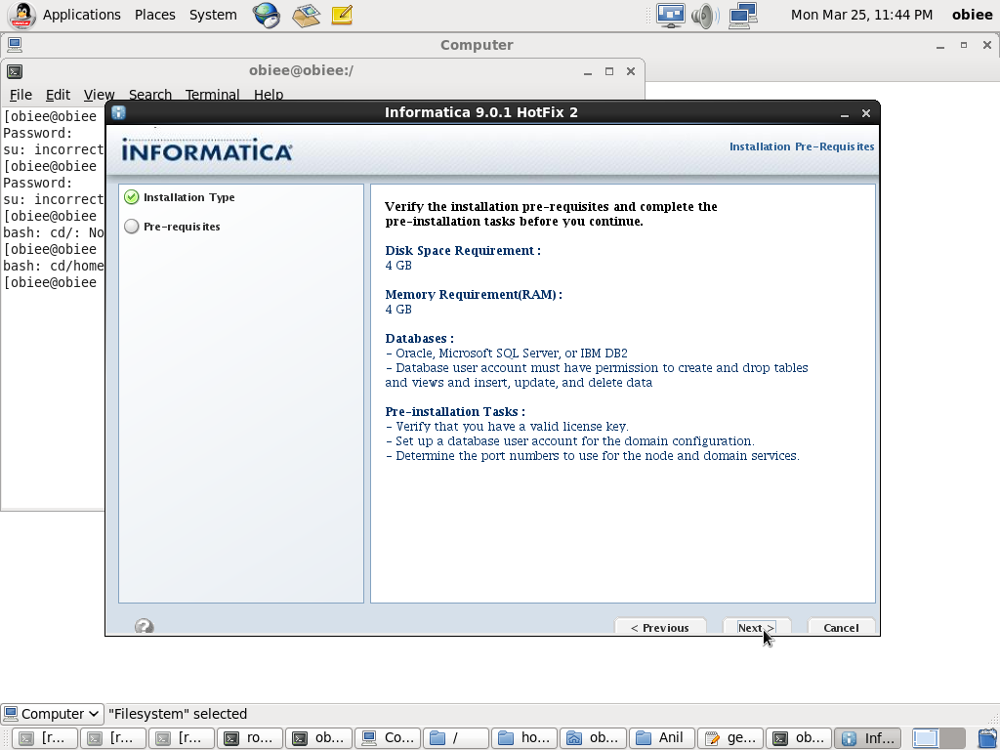 Applications Places System Mon Mar 25, 11:44 PM obiee
Computer
obiee@obiee:/
File Edit View Search Terminal Help
[obiee@obiee
Password:
su: incorrect
[obiee@obiee
Password:
su: incorrect
[obiee@obiee
bash: cd/: No
[obiee@obiee
bash: cd/home
[obiee@obiee
Informatica 9.0.1 HotFix 2
INFORMATICA
Installation Pre-Requisites
Installation Type
Pre-requisites
Verify the installation pre-requisites and complete the
pre-installation tasks before you continue.
Disk Space Requirement :
4 GB
Memory Requirement(RAM) :
4 GB
Databases :
- Oracle, Microsoft SQL Server, or IBM DB2
- Database user account must have permission to create and drop tables
and views and insert, update, and delete data
Pre-installation Tasks :
- Verify that you have a valid license key.
- Set up a database user account for the domain configuration.
- Determine the port numbers to use for the node and domain services.
< Previous Next > Cancel
Computer "Filesystem" selected
[r... [r... [r... ro... ob... Co... / ho... ob... Anil ge... ob... Inf...